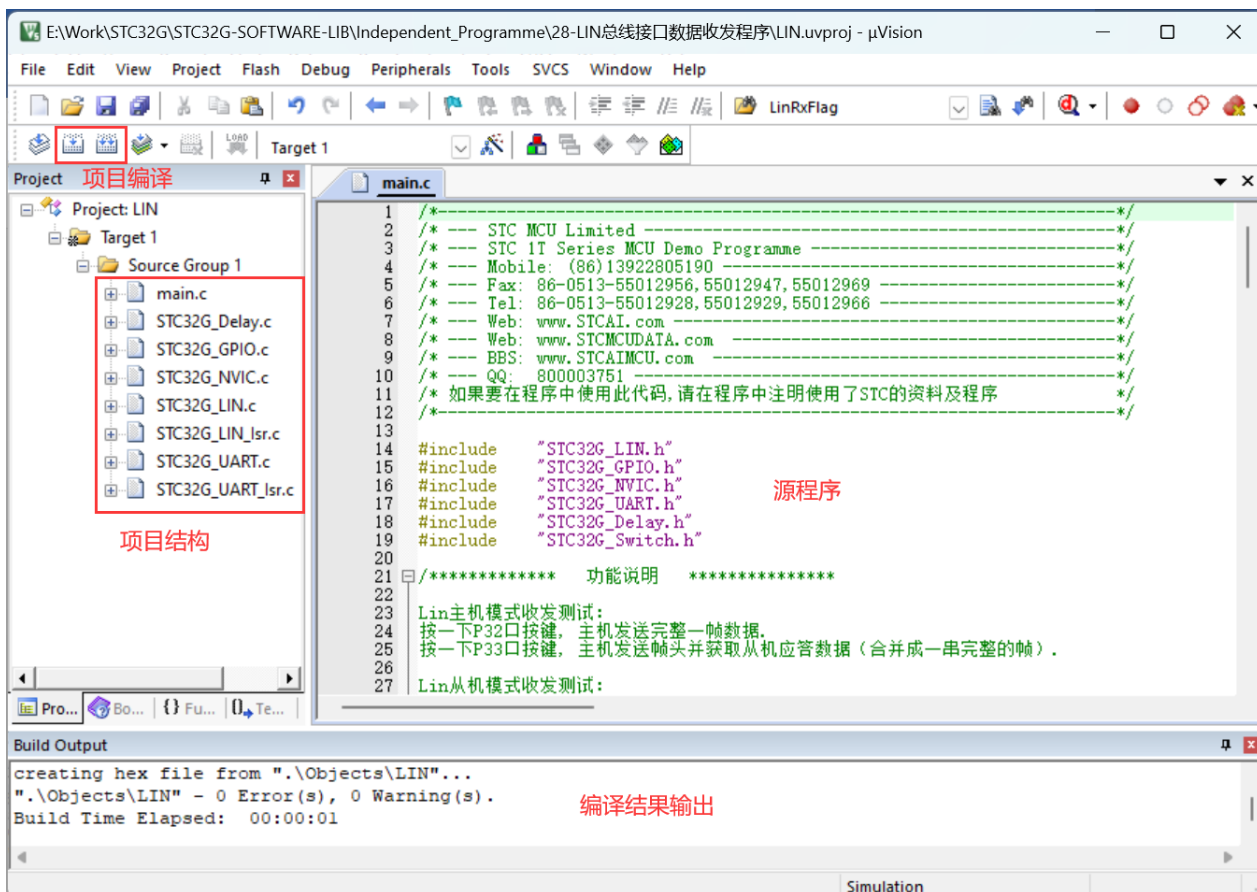 E:\Work\STC32G\STC32G-SOFTWARE-LIB\Independent_Programme\28-LIN总线接口数据收发程序\LIN.uvproj - µVision
File Edit View Project Flash Debug Peripherals Tools SVCS Window Help
LinRxFlag
LOAD Target 1
Project 项目编译
main.c
Project: LIN
Target 1
Source Group 1
main.c
STC32G_Delay.c
STC32G_GPIO.c
STC32G_NVIC.c
STC32G_LIN.c
STC32G_LIN_Isr.c
STC32G_UART.c
STC32G_UART_Isr.c
项目结构
1 /*---------------------------------------------------------------------*/
2 /* --- STC MCU Limited ------------------------------------------------*/
3 /* --- STC 1T Series MCU Demo Programme -------------------------------*/
4 /* --- Mobile: (86)13922805190 ----------------------------------------*/
5 /* --- Fax: 86-0513-55012956,55012947,55012969 ------------------------*/
6 /* --- Tel: 86-0513-55012928,55012929,55012966 ------------------------*/
7 /* --- Web: www.STCAI.com ---------------------------------------------*/
8 /* --- Web: www.STCMCUDATA.com ---------------------------------------*/
9 /* --- BBS: www.STCAIMCU.com -----------------------------------------*/
10 /* --- QQ: 800003751 -------------------------------------------------*/
11 /* 如果要在程序中使用此代码,请在程序中注明使用了STC的资料及程序 */
12 /*---------------------------------------------------------------------*/
13
14 #include "STC32G_LIN.h"
15 #include "STC32G_GPIO.h"
16 #include "STC32G_NVIC.h"
17 #include "STC32G_UART.h"
18 #include "STC32G_Delay.h"
19 #include "STC32G_Switch.h"
源程序
20
21 /************* 功能说明 ***************
22
23 Lin主机模式收发测试:
24 按一下P32口按键, 主机发送完整一帧数据.
25 按一下P33口按键, 主机发送帧头并获取从机应答数据（合并成一串完整的帧）.
26
27 Lin从机模式收发测试:
Pro... Bo... {} Fu... Te...
Build Output
creating hex file from ".\Objects\LIN"...
".\Objects\LIN" - 0 Error(s), 0 Warning(s).
Build Time Elapsed: 00:00:01
编译结果输出
Simulation